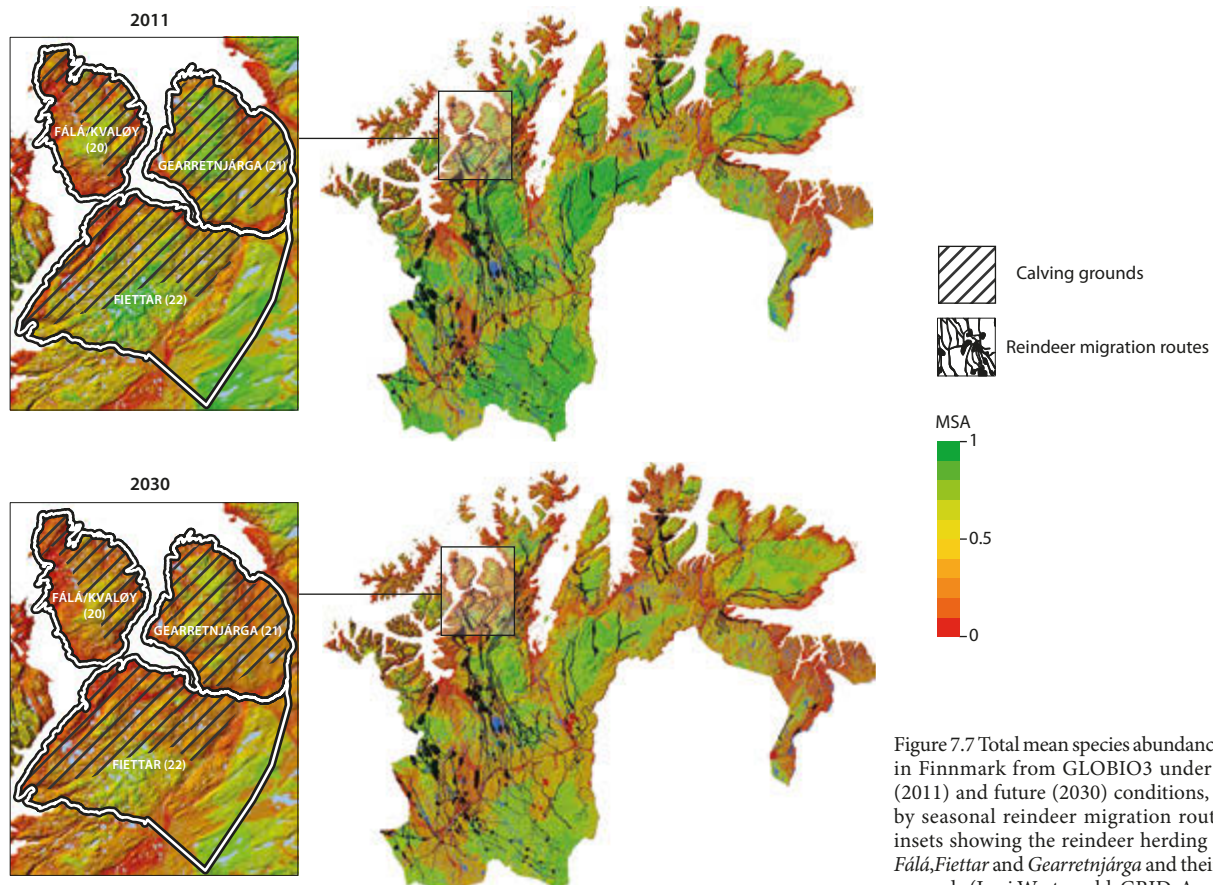 2011
FÁLÁ/KVALØY
(20)
GEARRETNJÁRGA (21)
FIETTAR (22)
Calving grounds
Reindeer migration routes
MSA
1
0.5
0
2030
FÁLÁ/KVALØY
(20)
GEARRETNJÁRGA (21)
FIETTAR (22)
Figure 7.7 Total mean species abundanc
in Finnmark from GLOBIO3 under
(2011) and future (2030) conditions,
by seasonal reindeer migration rout
insets showing the reindeer herding
Fálá,Fiettar and Gearretnjárga and their